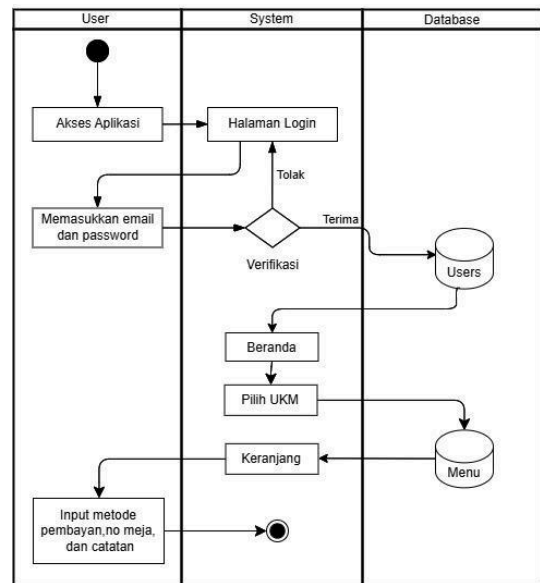 User
System
Database
Akses Aplikasi
Halaman Login
Tolak
Memasukkan email
dan password
Terima
Verifikasi
Users
Beranda
Pilih UKM
Keranjang
Menu
Input metode
pembayan,no meja,
dan catatan